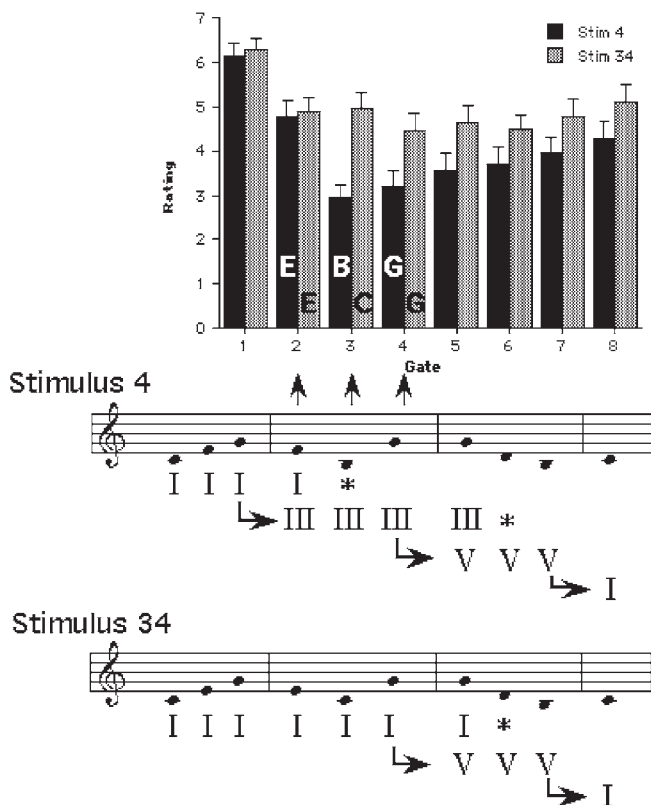 7
6
5
4
3
2
1
0
Rating
Stim 4
Stim 34
E B G
E C G
1 2 3 4 5 6 7 8
Gate
Stimulus 4
I I I I *
III III III III *
V V V
I
Stimulus 34
I I I I I I I *
V V V
I